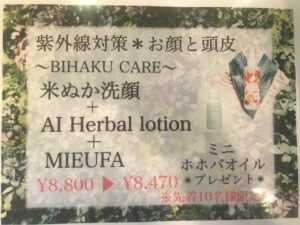 紫外線対策＊お顔と頭皮
～BIHAKU CARE～
米ぬか洗顔
+
AI Herbal lotion
+
MIEUFA
¥8.800 ▶ ¥8.470
ミニ
ホホバオイル
＊プレゼント＊
※先着10名様限定